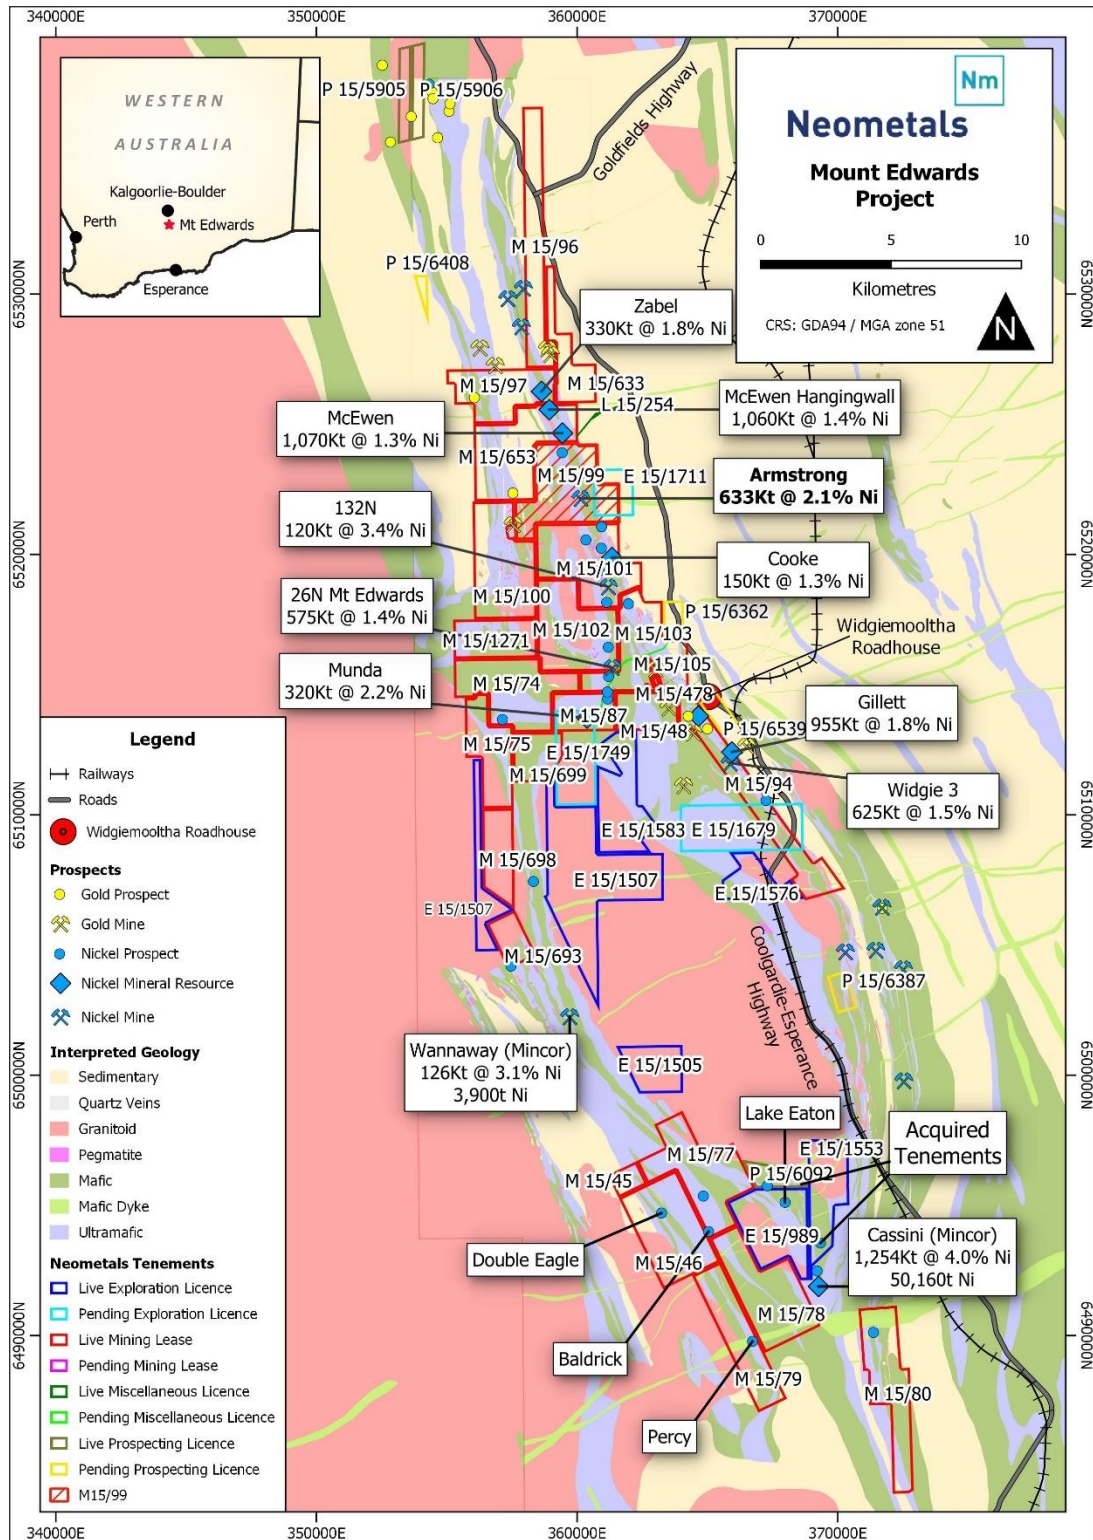 340000E
350000E
360000E
370000E
WESTERN
AUSTRALIA
Kalgoorlie-Boulder
Perth
Mt Edwards
Esperance
P 15/5905
P 15/5906
Goldfields Highway
Nm
Neometals
Mount Edwards
Project
0
5
10
Kilometres
CRS: GDA94 / MGA zone 51
N
6530000N
6530000N
M 15/96
P 15/6408
Zabel
330Kt @ 1.8% Ni
M 15/97
M 15/633
L 15/254
McEwen Hangingwall
1,060Kt @ 1.4% Ni
McEwen
1,070Kt @ 1.3% Ni
M 15/653
M 15/99
E 15/1711
Armstrong
633Kt @ 2.1% Ni
132N
120Kt @ 3.4% Ni
6520000N
6520000N
Cooke
150Kt @ 1.3% Ni
M 15/101
M 15/100
26N Mt Edwards
575Kt @ 1.4% Ni
P 15/6362
M 15/102
M 15/103
M 15/1271
Widgiemooltha
Roadhouse
M 15/105
Munda
320Kt @ 2.2% Ni
M 15/74
M 15/478
M 15/87
M 15/48
P 15/6539
Gillett
955Kt @ 1.8% Ni
M 15/75
E 15/1749
M 15/699
M 15/94
Widgie 3
625Kt @ 1.5% Ni
6510000N
6510000N
E 15/1583
E 15/1679
M 15/698
E 15/1507
E 15/1576
E 15/1507
M 15/693
Coolgardie-Esperance
Highway
P 15/6387
Wannaway (Mincor)
126Kt @ 3.1% Ni
3,900t Ni
E 15/1505
6500000N
6500000N
Lake Eaton
Acquired
Tenements
M 15/77
E 15/1553
M 15/45
P 15/6092
E 15/989
Cassini (Mincor)
1,254Kt @ 4.0% Ni
50,160t Ni
Double Eagle
M 15/46
M 15/78
6490000N
6490000N
Baldrick
M 15/79
M 15/80
Percy
Legend
Railways
Roads
Widgiemooltha Roadhouse
Prospects
Gold Prospect
Gold Mine
Nickel Prospect
Nickel Mineral Resource
Nickel Mine
Interpreted Geology
Sedimentary
Quartz Veins
Granitoid
Pegmatite
Mafic
Mafic Dyke
Ultramafic
Neometals Tenements
Live Exploration Licence
Pending Exploration Licence
Live Mining Lease
Pending Mining Lease
Live Miscellaneous Licence
Pending Miscellaneous Licence
Live Prospecting Licence
Pending Prospecting Licence
M15/99
340000E
350000E
360000E
370000E